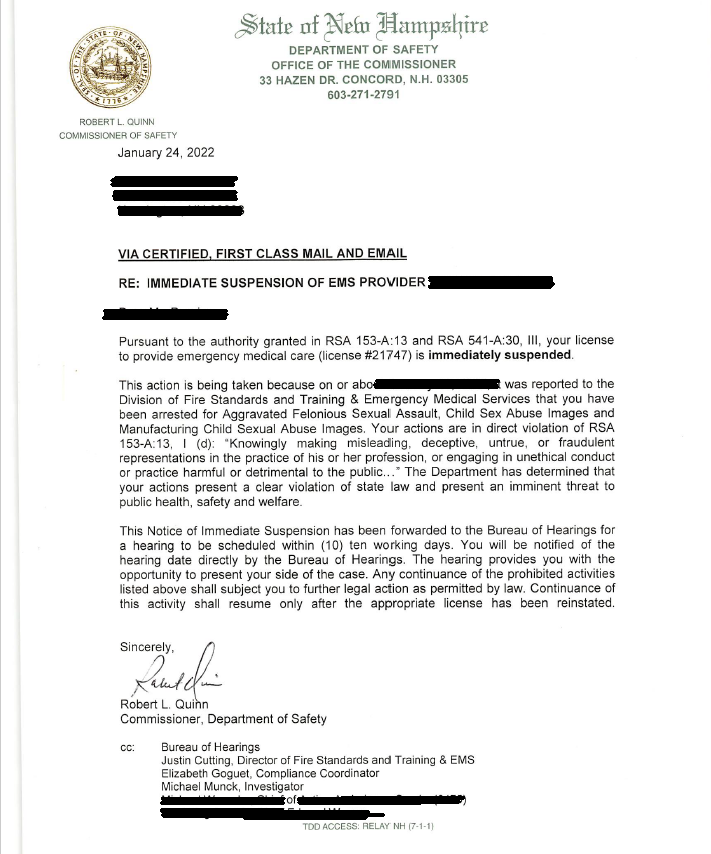 State of New Hampshire
DEPARTMENT OF SAFETY
OFFICE OF THE COMMISSIONER
33 HAZEN DR. CONCORD, N.H. 03305
603-271-2791
SEAL OF THE STATE OF NEW HAMPSHIRE
1776
ROBERT L. QUINN
COMMISSIONER OF SAFETY
January 24, 2022
VIA CERTIFIED, FIRST CLASS MAIL AND EMAIL
RE: IMMEDIATE SUSPENSION OF EMS PROVIDER
Pursuant to the authority granted in RSA 153-A:13 and RSA 541-A:30, III, your license
to provide emergency medical care (license #21747) is immediately suspended.
This action is being taken because on or was reported to the
Division of Fire Standards and Training & Emergency Medical Services that you have
been arrested for Aggravated Felonious Sexual Assault, Child Sex Abuse Images and
Manufacturing Child Sexual Abuse Images. Your actions are in direct violation of RSA
153-A:13, I (d): “Knowingly making misleading, deceptive, untrue, or fraudulent
representations in the practice of his or her profession, or engaging in unethical conduct
or practice harmful or detrimental to the public…” The Department has determined that
your actions present a clear violation of state law and present an imminent threat to
public health, safety and welfare.
This Notice of Immediate Suspension has been forwarded to the Bureau of Hearings for
a hearing to be scheduled within (10) ten working days. You will be notified of the
hearing date directly by the Bureau of Hearings. The hearing provides you with the
opportunity to present your side of the case. Any continuance of the prohibited activities
listed above shall subject you to further legal action as permitted by law. Continuance of
this activity shall resume only after the appropriate license has been reinstated.
Sincerely,
Robert L. Quinn
Commissioner, Department of Safety
cc: Bureau of Hearings
Justin Cutting, Director of Fire Standards and Training & EMS
Elizabeth Goguet, Compliance Coordinator
Michael Munck, Investigator
of
TDD ACCESS: RELAY NH (7-1-1)